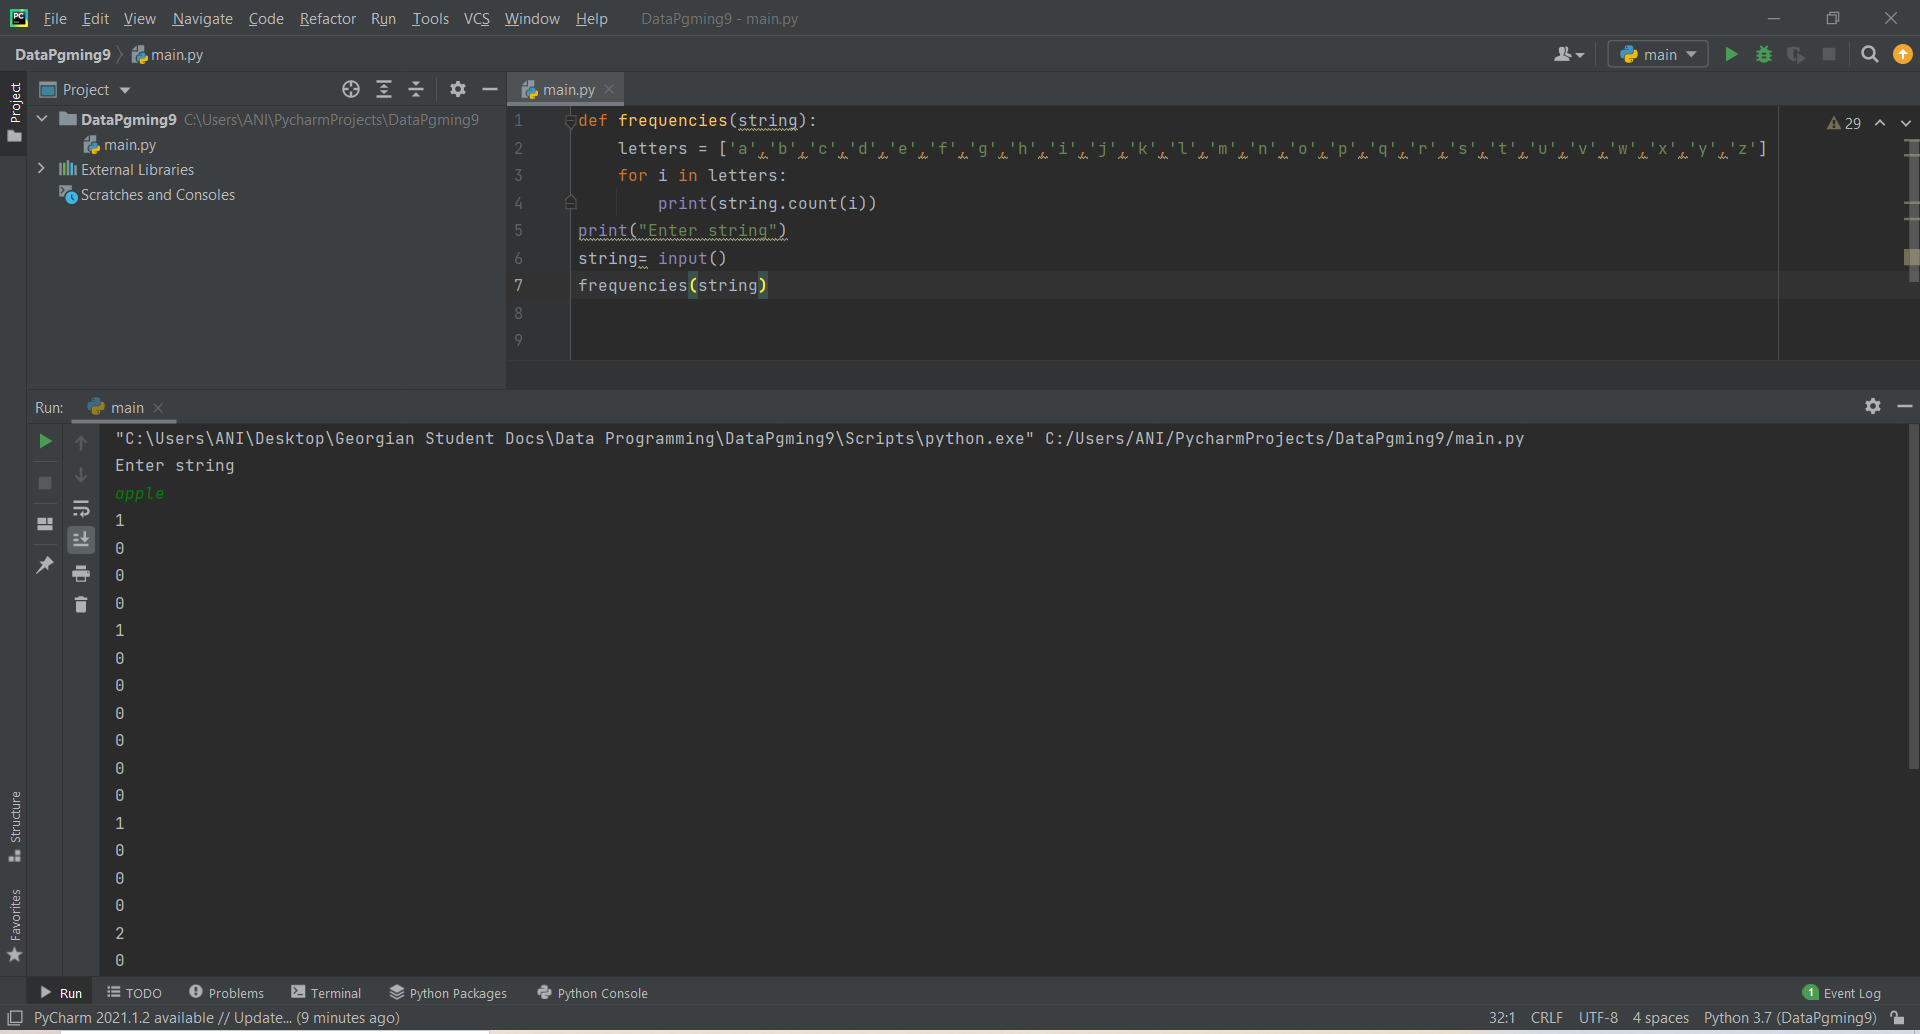 File Edit View Navigate Code Refactor Run Tools VCS Window Help DataPgming9 - main.py
DataPgming9 main.py
main
Project
Project
DataPgming9 C:\Users\ANI\PycharmProjects\DataPgming9
main.py
External Libraries
Scratches and Consoles
main.py
29
1 def frequencies(string):
2 letters = ['a','b','c','d','e','f','g','h','i','j','k','l','m','n','o','p','q','r','s','t','u','v','w','x','y','z']
3 for i in letters:
4 print(string.count(i))
5 print("Enter string")
6 string= input()
7 frequencies(string)
8
9
Run: main
"C:\Users\ANI\Desktop\Georgian Student Docs\Data Programming\DataPgming9\Scripts\python.exe" C:/Users/ANI/PycharmProjects/DataPgming9/main.py
Enter string
apple
1
0
0
0
1
0
0
0
0
0
0
1
0
0
0
2
0
Structure
Favorites
Run TODO Problems Terminal Python Packages Python Console 1 Event Log
PyCharm 2021.1.2 available // Update... (9 minutes ago) 32:1 CRLF UTF-8 4 spaces Python 3.7 (DataPgming9)